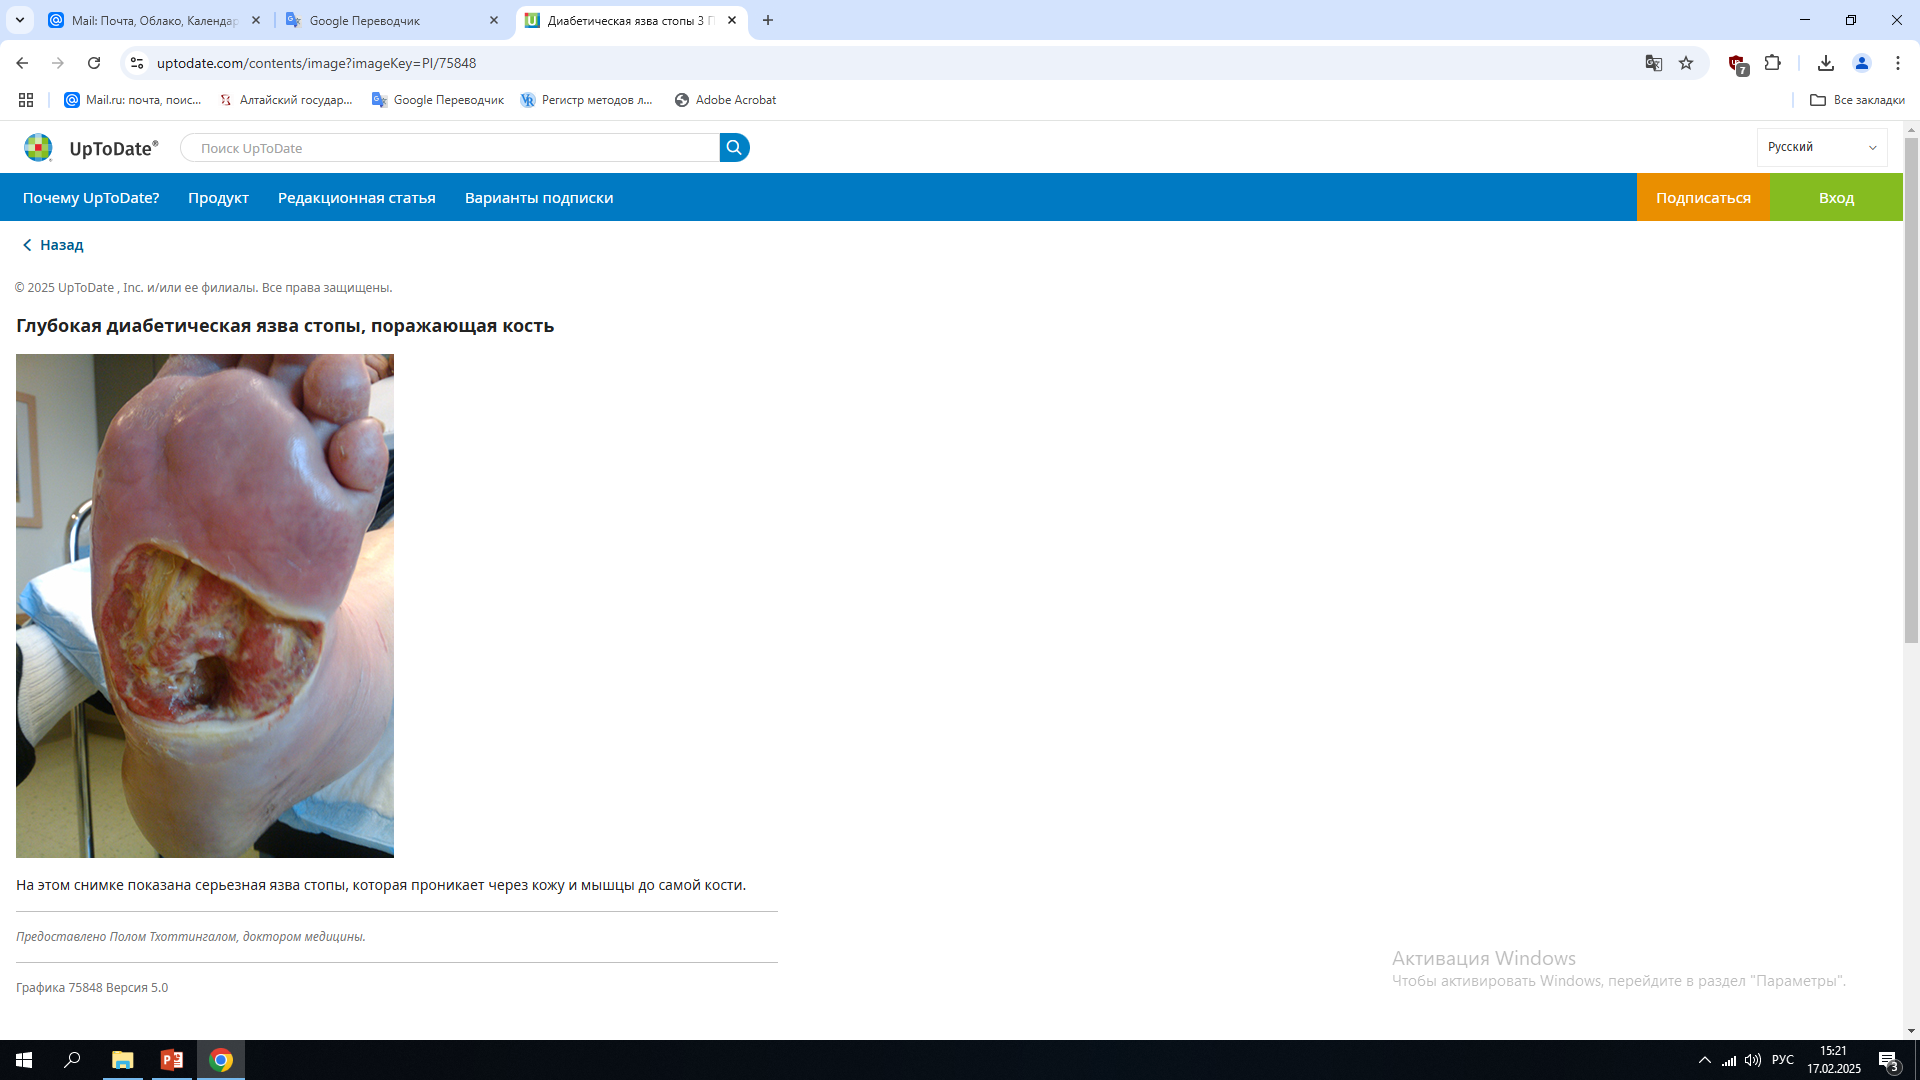 Mail: Почта, Облако, Календар
Google Переводчик
Диабетическая язва стопы 3
uptodate.com/contents/image?imageKey=PI/75848
7
Mail.ru: почта, поис...
Алтайский государ...
Google Переводчик
Регистр методов л...
Adobe Acrobat
Все закладки
UpToDate®
Поиск UpToDate
Русский
Почему UpToDate?
Продукт
Редакционная статья
Варианты подписки
Подписаться
Вход
Назад
© 2025 UpToDate , Inc. и/или ее филиалы. Все права защищены.
Глубокая диабетическая язва стопы, поражающая кость
На этом снимке показана серьезная язва стопы, которая проникает через кожу и мышцы до самой кости.
Предоставлено Полом Тхоттингалом, доктором медицины.
Графика 75848 Версия 5.0
Активация Windows
Чтобы активировать Windows, перейдите в раздел "Параметры".
РУС
15:21
17.02.2025
3